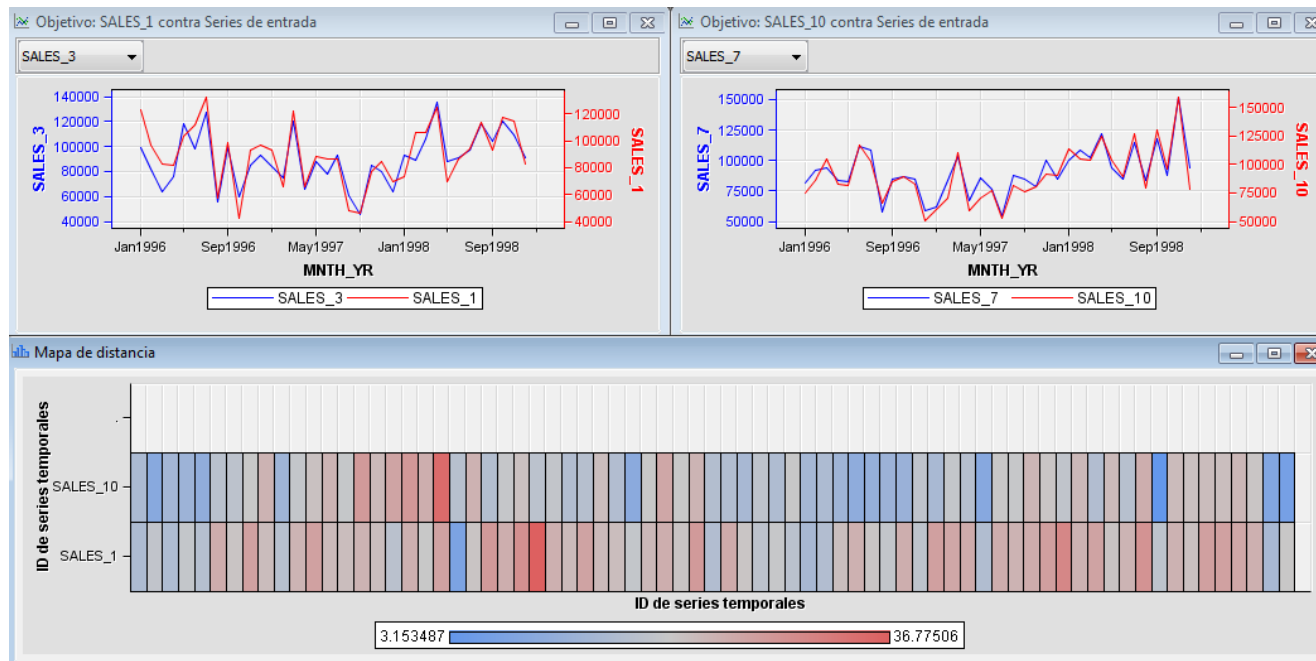 Objetivo: SALES_1 contra Series de entrada
SALES_3
140000
120000
100000
80000
60000
40000
SALES_3
120000
100000
80000
60000
40000
SALES_1
Jan1996 Sep1996 May1997 Jan1998 Sep1998
MNTH_YR
SALES_3 SALES_1
Objetivo: SALES_10 contra Series de entrada
SALES_7
150000
125000
100000
75000
50000
SALES_7
150000
125000
100000
75000
50000
SALES_10
Jan1996 Sep1996 May1997 Jan1998 Sep1998
MNTH_YR
SALES_7 SALES_10
Mapa de distancia
ID de series temporales
.
SALES_10
SALES_1
ID de series temporales
3.153487 36.77506